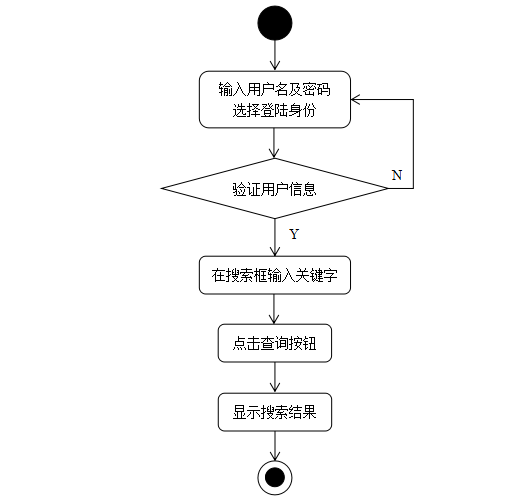 输入用户名及密码
选择登陆身份
验证用户信息
N
Y
在搜索框输入关键字
点击查询按钮
显示搜索结果